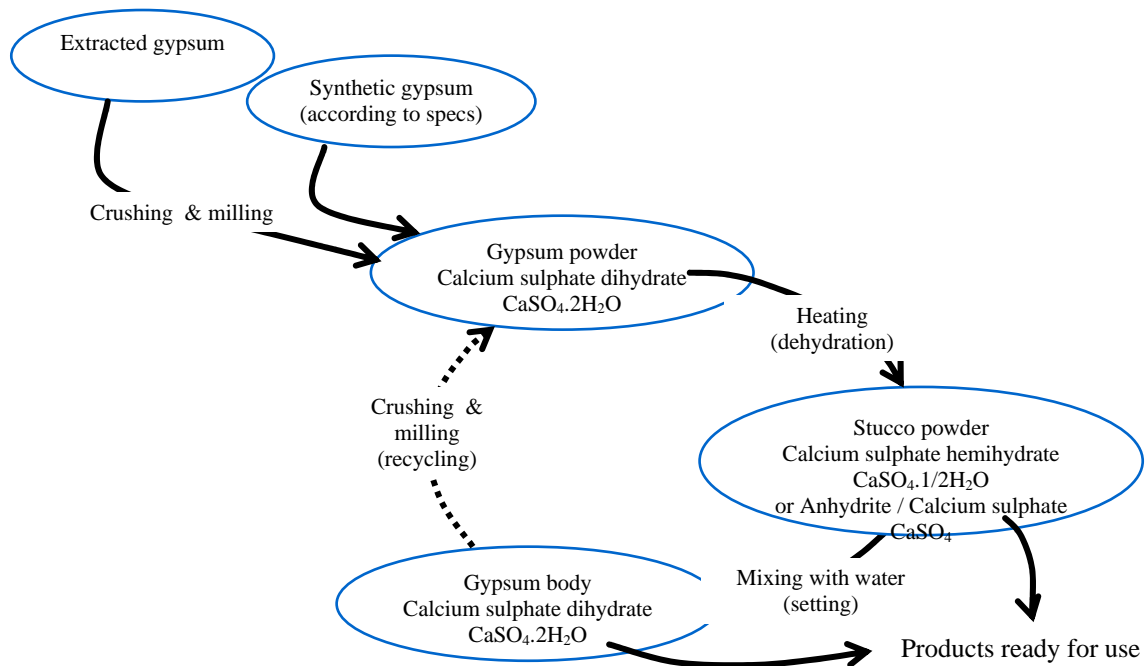 Extracted gypsum
Synthetic gypsum
(according to specs)
Crushing & milling
Gypsum powder
Calcium sulphate dihydrate
CaSO₄.2H₂O
Heating
(dehydration)
Crushing &
milling
(recycling)
Stucco powder
Calcium sulphate hemihydrate
CaSO₄.1/2H₂O
or Anhydrite / Calcium sulphate
CaSO₄
Mixing with water
(setting)
Gypsum body
Calcium sulphate dihydrate
CaSO₄.2H₂O
Products ready for use